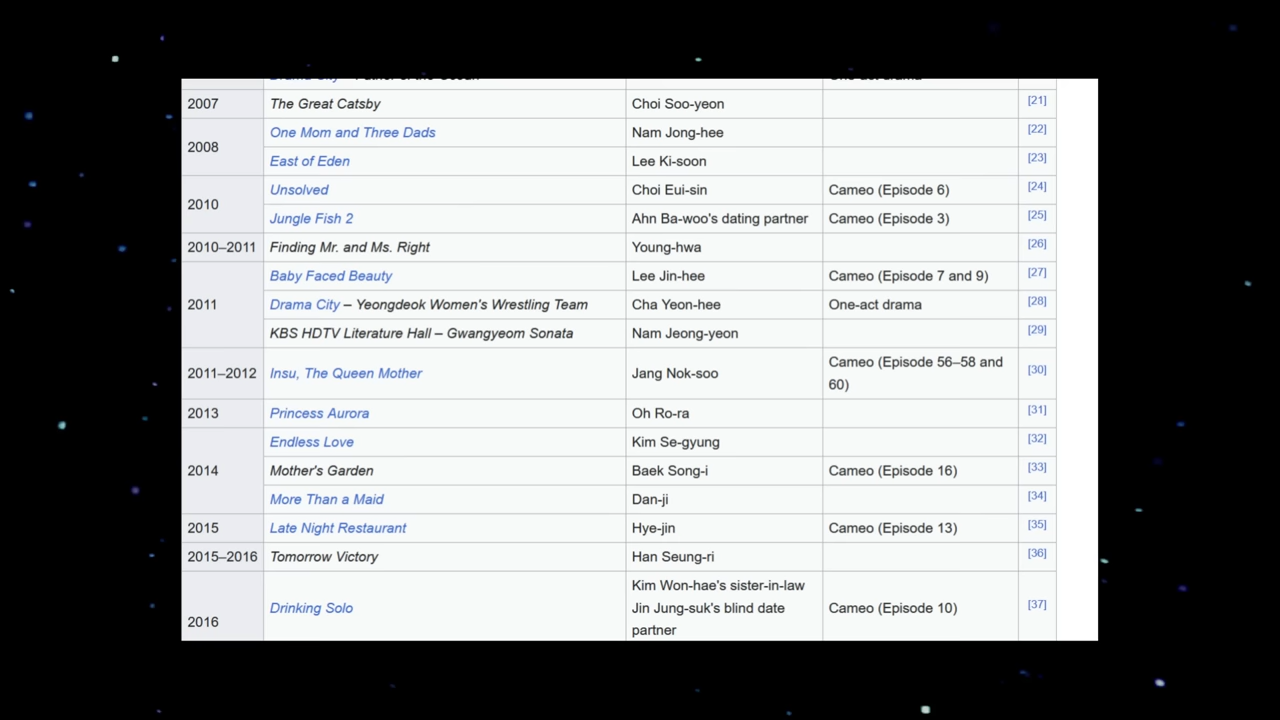 2007 The Great Catsby Choi Soo-yeon [21]
2008 One Mom and Three Dads Nam Jong-hee [22]
East of Eden Lee Ki-soon [23]
2010 Unsolved Choi Eui-sin Cameo (Episode 6) [24]
Jungle Fish 2 Ahn Ba-woo's dating partner Cameo (Episode 3) [25]
2010–2011 Finding Mr. and Ms. Right Young-hwa [26]
2011 Baby Faced Beauty Lee Jin-hee Cameo (Episode 7 and 9) [27]
Drama City – Yeongdeok Women's Wrestling Team Cha Yeon-hee One-act drama [28]
KBS HDTV Literature Hall – Gwangyeom Sonata Nam Jeong-yeon [29]
2011–2012 Insu, The Queen Mother Jang Nok-soo Cameo (Episode 56–58 and
60) [30]
2013 Princess Aurora Oh Ro-ra [31]
2014 Endless Love Kim Se-gyung [32]
Mother's Garden Baek Song-i Cameo (Episode 16) [33]
More Than a Maid Dan-ji [34]
2015 Late Night Restaurant Hye-jin Cameo (Episode 13) [35]
2015–2016 Tomorrow Victory Han Seung-ri [36]
2016 Drinking Solo Kim Won-hae's sister-in-law
Jin Jung-suk's blind date
partner Cameo (Episode 10) [37]